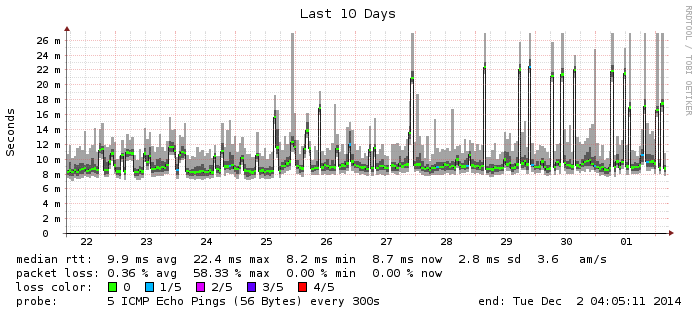 Last 10 Days
RRDTOOL / TOBI OETIKER
Seconds
26 m
24 m
22 m
20 m
18 m
16 m
14 m
12 m
10 m
8 m
6 m
4 m
2 m
0
22 23 24 25 26 27 28 29 30 01
median rtt: 9.9 ms avg 22.4 ms max 8.2 ms min 8.7 ms now 2.8 ms sd 3.6 am/s
packet loss: 0.36 % avg 58.33 % max 0.00 % min 0.00 % now
loss color: 0 1/5 2/5 3/5 4/5
probe: 5 ICMP Echo Pings (56 Bytes) every 300s end: Tue Dec 2 04:05:11 2014